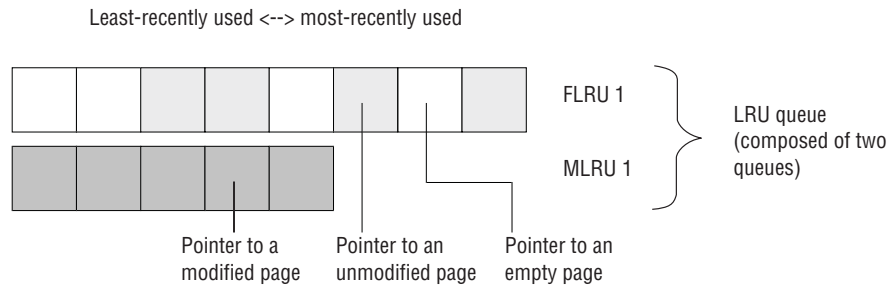 Least-recently used <--> most-recently used
FLRU 1
MLRU 1
LRU queue
(composed of two
queues)
Pointer to a
modified page
Pointer to an
unmodified page
Pointer to an
empty page